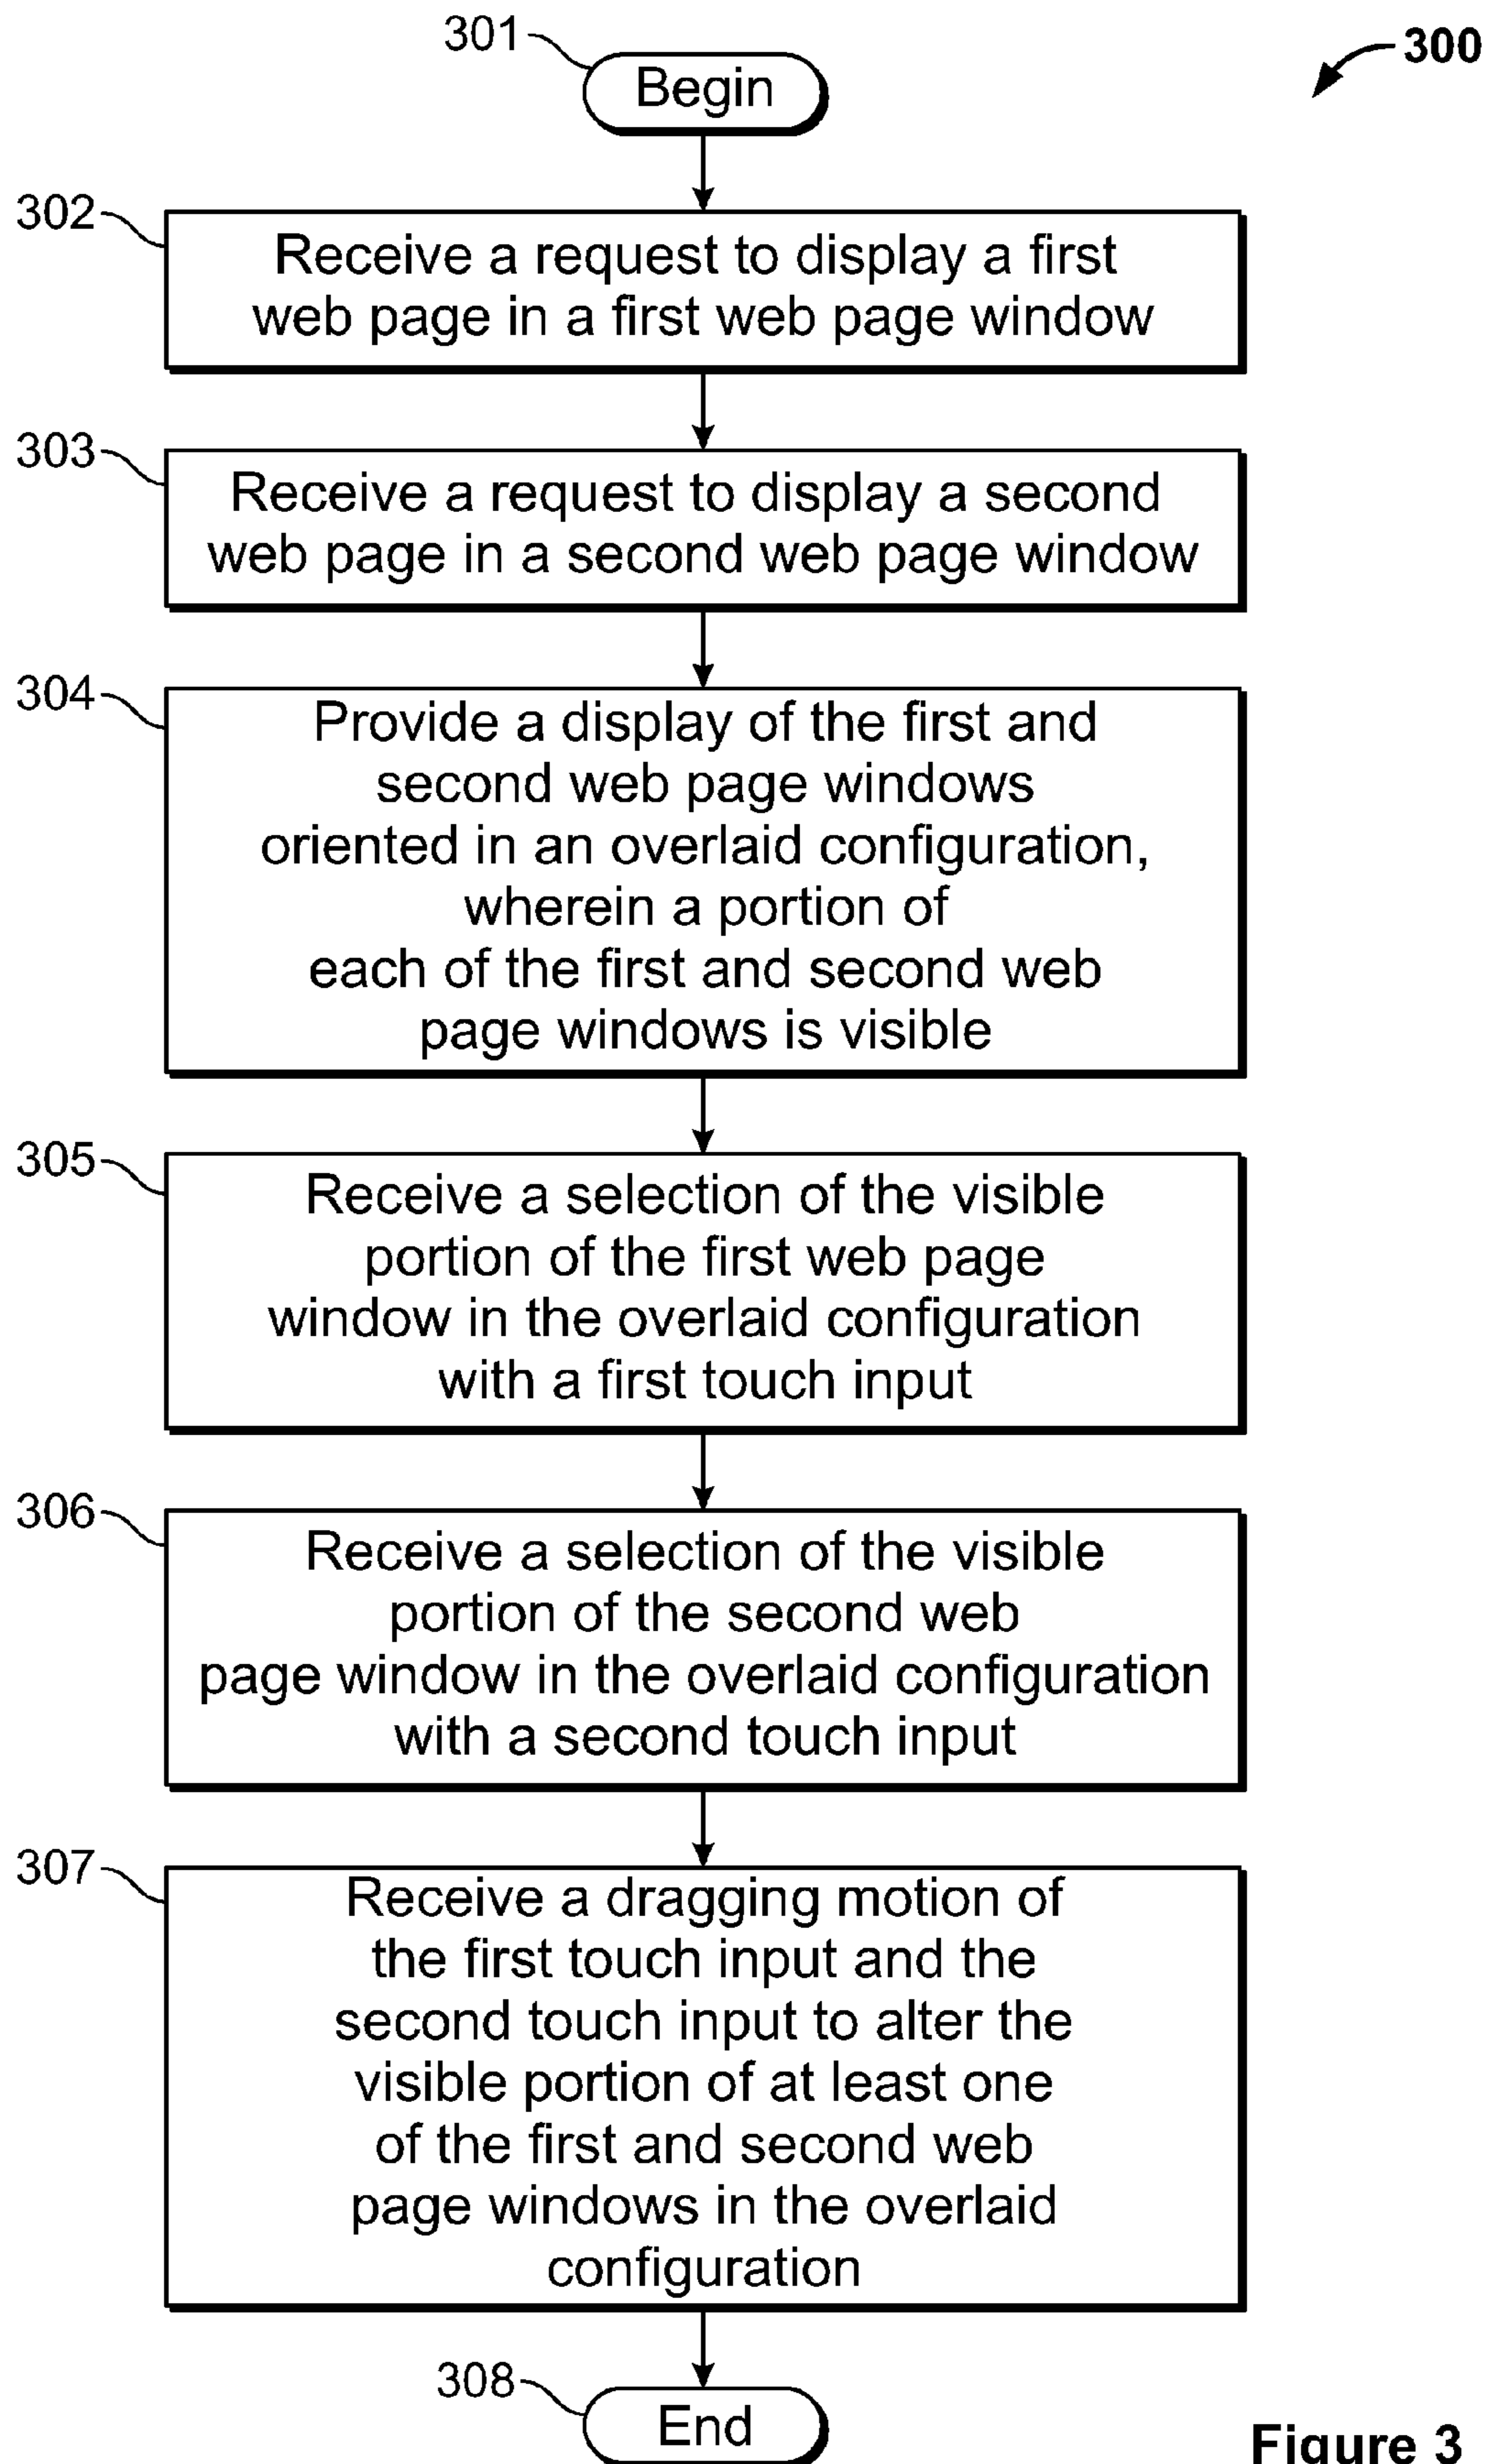 301
Begin
300
302
Receive a request to display a first
web page in a first web page window
303
Receive a request to display a second
web page in a second web page window
304
Provide a display of the first and
second web page windows
oriented in an overlaid configuration,
wherein a portion of
each of the first and second web
page windows is visible
305
Receive a selection of the visible
portion of the first web page
window in the overlaid configuration
with a first touch input
306
Receive a selection of the visible
portion of the second web
page window in the overlaid configuration
with a second touch input
307
Receive a dragging motion of
the first touch input and the
second touch input to alter the
visible portion of at least one
of the first and second web
page windows in the overlaid
configuration
308
End
Figure 3